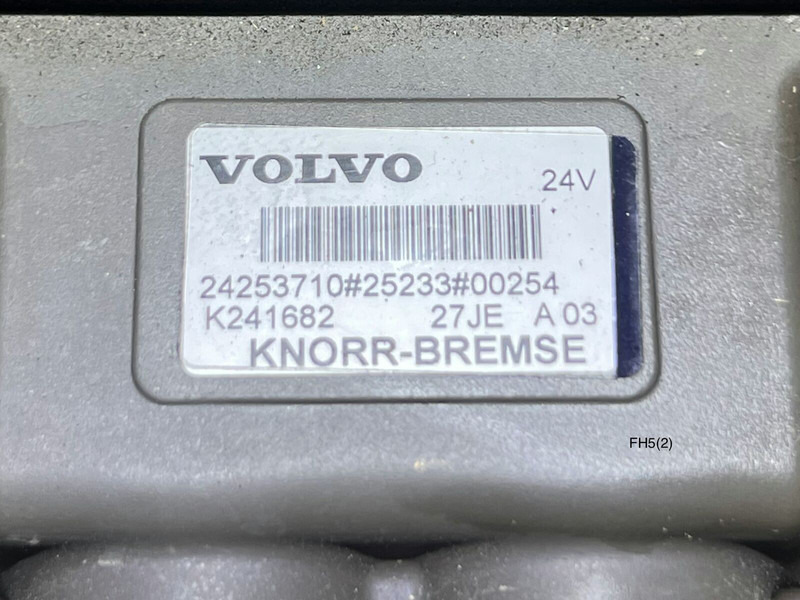 VOLVO
24V
24253710#25233#00254
K241682 27JE A 03
KNORR-BREMSE
FH5(2)